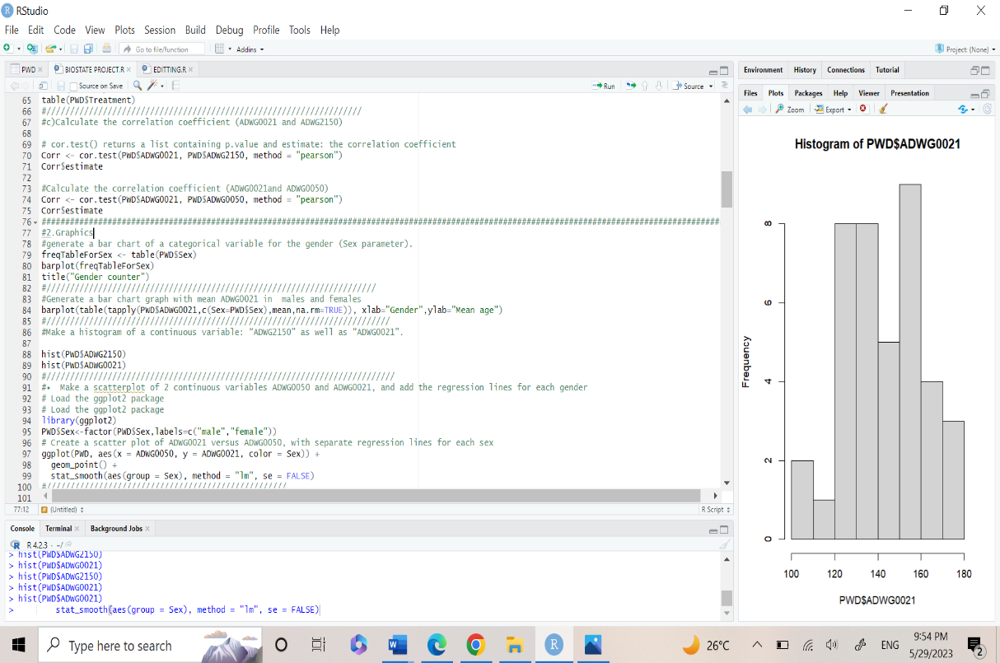 RStudio
File Edit Code View Plots Session Build Debug Profile Tools Help
Go to file/function Addins Project: (None)
PWD BIOSTATE PROJECT.R EDITTING.R
Source on Save Run Source
65 table(PWD$Treatment)
66 #//////////////////////////////////////////////////////////////////
67 #c)Calculate the correlation coefficient (ADWG0021 and ADWG2150)
68
69 # cor.test() returns a list containing p.value and estimate: the correlation coefficient
70 Corr <- cor.test(PWD$ADWG0021, PWD$ADWG2150, method = "pearson")
71 Corr$estimate
72
73 #Calculate the correlation coefficient (ADWG0021and ADWG0050)
74 Corr <- cor.test(PWD$ADWG0021, PWD$ADWG0050, method = "pearson")
75 Corr$estimate
76 ################################################################################################################################################
77 #2.Graphics
78 #generate a bar chart of a categorical variable for the gender (Sex parameter).
79 freqTableForSex <- table(PWD$Sex)
80 barplot(freqTableForSex)
81 title("Gender counter")
82 #/////////////////////////////////////////////////////////////////////
83 #Generate a bar chart graph with mean ADWG0021 in  males and females
84 barplot(table(tapply(PWD$ADWG0021,c(Sex=PWD$Sex),mean,na.rm=TRUE)), xlab="Gender",ylab="Mean age")
85 #////////////////////////////////////////////////////////////////////////
86 #Make a histogram of a continuous variable: “ADWG2150” as well as “ADWG0021”.
87
88 hist(PWD$ADWG2150)
89 hist(PWD$ADWG0021)
90 #/////////////////////////////////////////////////////////////////////////
91 #•  Make a scatterplot of 2 continuous variables ADWG0050 and ADWG0021, and add the regression lines for each gender
92 # Load the ggplot2 package
93 # Load the ggplot2 package
94 library(ggplot2)
95 PWD$Sex<-factor(PWD$Sex,labels=c("male","female"))
96 # Create a scatter plot of ADWG0021 versus ADWG0050, with separate regression lines for each sex
97 ggplot(PWD, aes(x = ADWG0050, y = ADWG0021, color = Sex)) +
98   geom_point() +
99   stat_smooth(aes(group = Sex), method = "lm", se = FALSE)
100 #//////////////////////////////////////////////////
101
77:12 (Untitled) R Script
Console Terminal Background Jobs
R 4.2.3 · ~/
> hist(PWD$ADWG2150)
> hist(PWD$ADWG0021)
> hist(PWD$ADWG2150)
> hist(PWD$ADWG0021)
> hist(PWD$ADWG0021)
>        stat_smooth(aes(group = Sex), method = "lm", se = FALSE)
Environment History Connections Tutorial
Files Plots Packages Help Viewer Presentation
Zoom Export
Histogram of PWD$ADWG0021
Frequency
8
6
4
2
0
100 120 140 160 180
PWD$ADWG0021
Type here to search
26°C
ENG
9:54 PM
5/29/2023
2